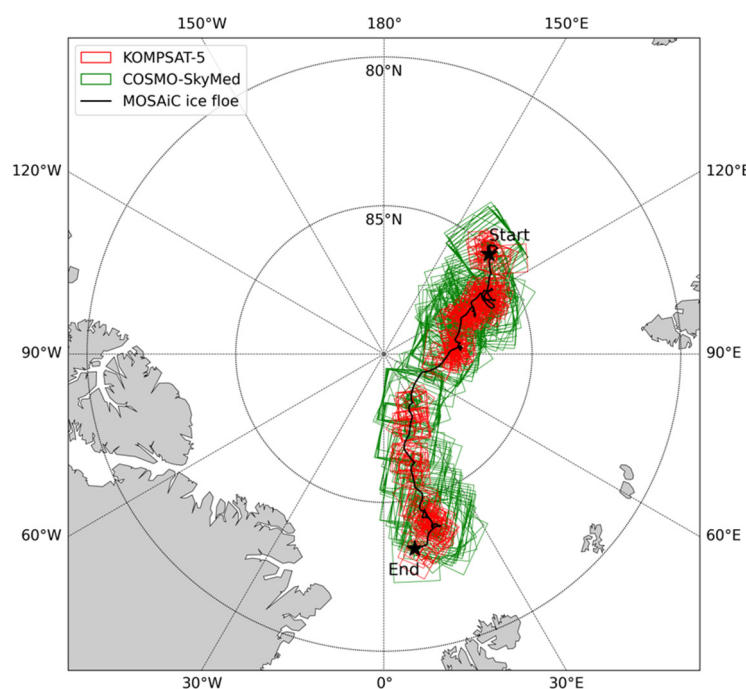 150°W 180° 150°E
KOMPSAT-5
COSMO-SkyMed
MOSAiC ice floe
80°N
120°W 120°E
85°N
Start
90°W 90°E
60°W 60°E
End
30°W 0° 30°E